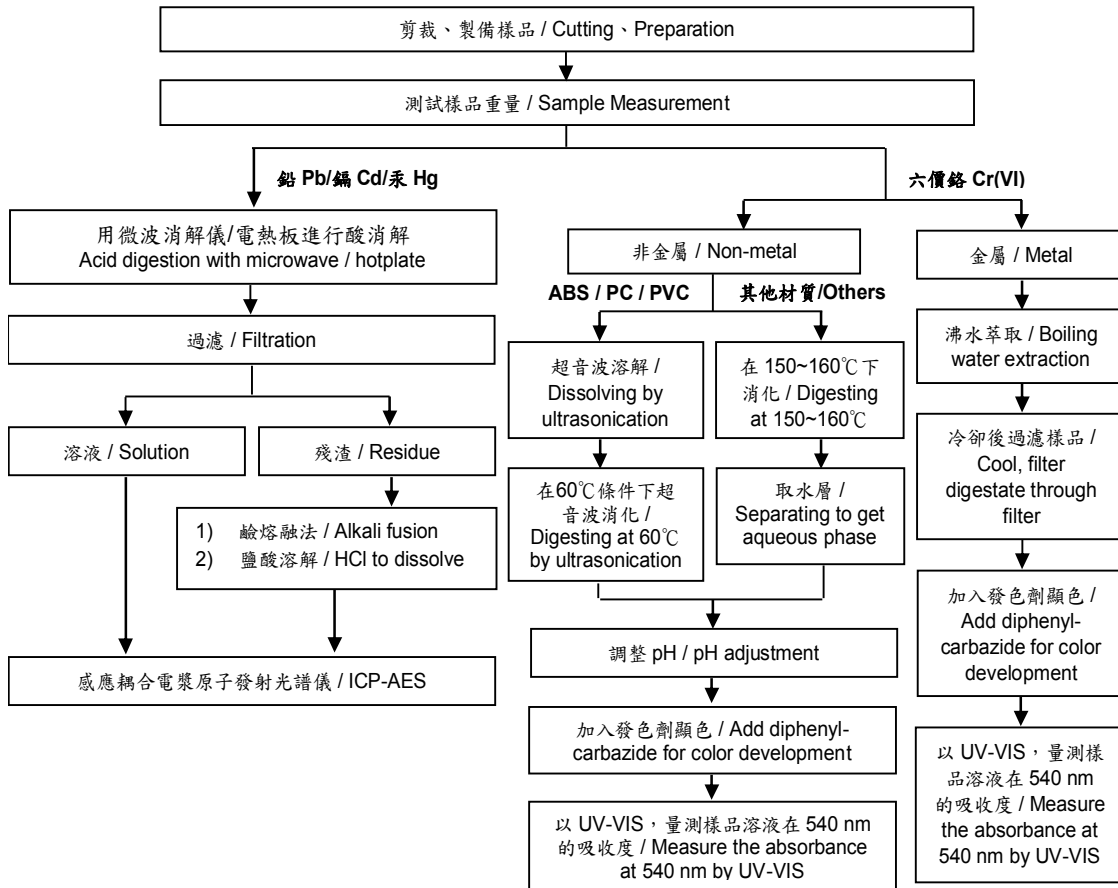 剪裁、製備樣品 / Cutting、Preparation
測試樣品重量 / Sample Measurement
鉛 Pb/鎘 Cd/汞 Hg
六價鉻 Cr(VI)
用微波消解儀/電熱板進行酸消解
Acid digestion with microwave / hotplate
過濾 / Filtration
溶液 / Solution
殘渣 / Residue
1) 鹼熔融法 / Alkali fusion
2) 鹽酸溶解 / HCl to dissolve
感應耦合電漿原子發射光譜儀 / ICP-AES
非金屬 / Non-metal
ABS / PC / PVC
其他材質/Others
超音波溶解 /
Dissolving by
ultrasonication
在60℃條件下超
音波消化 /
Digesting at 60℃
by ultrasonication
在 150~160℃下
消化 / Digesting
at 150~160℃
取水層 /
Separating to get
aqueous phase
調整 pH / pH adjustment
加入發色劑顯色 / Add diphenyl-
carbazide for color development
以 UV-VIS，量測樣品溶液在 540 nm
的吸收度 / Measure the absorbance
at 540 nm by UV-VIS
金屬 / Metal
沸水萃取 / Boiling
water extraction
冷卻後過濾樣品 /
Cool, filter
digestate through
filter
加入發色劑顯色 /
Add diphenyl-
carbazide for color
development
以 UV-VIS，量測樣
品溶液在 540 nm
的吸收度 / Measure
the absorbance at
540 nm by UV-VIS